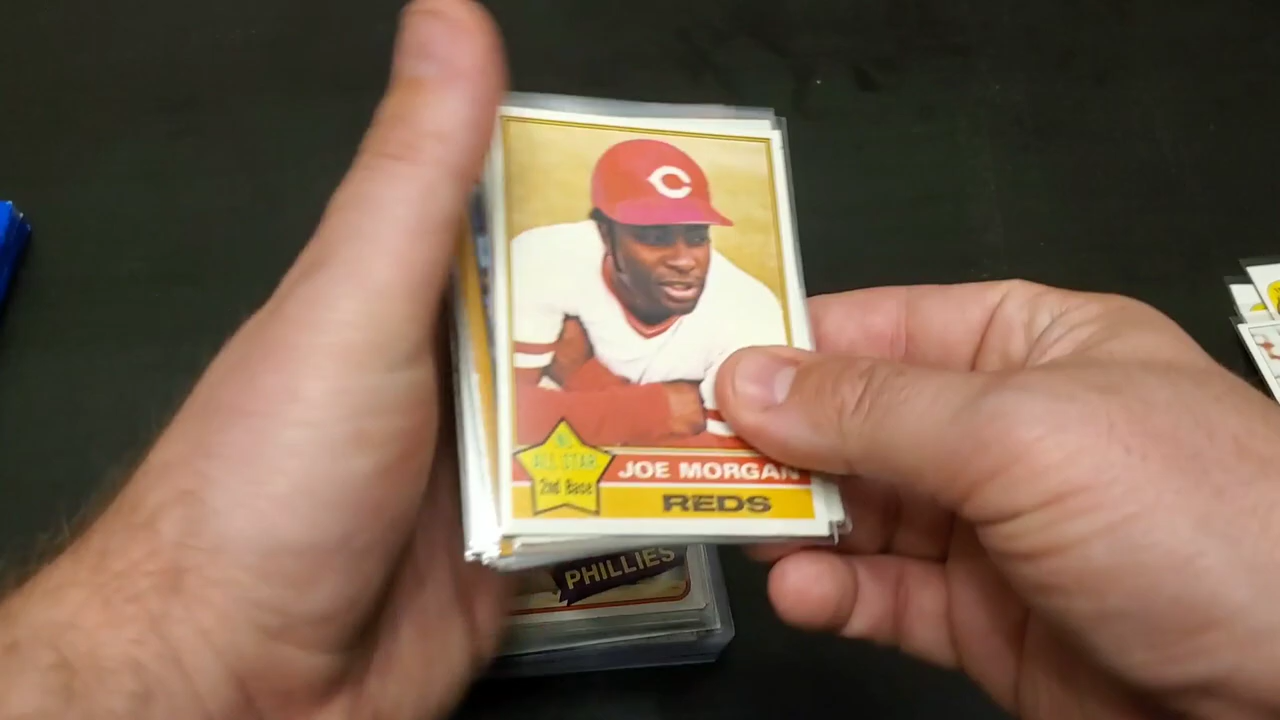 C
NL
ALL STAR
2nd Base
JOE MORGAN
REDS
PHILLIES